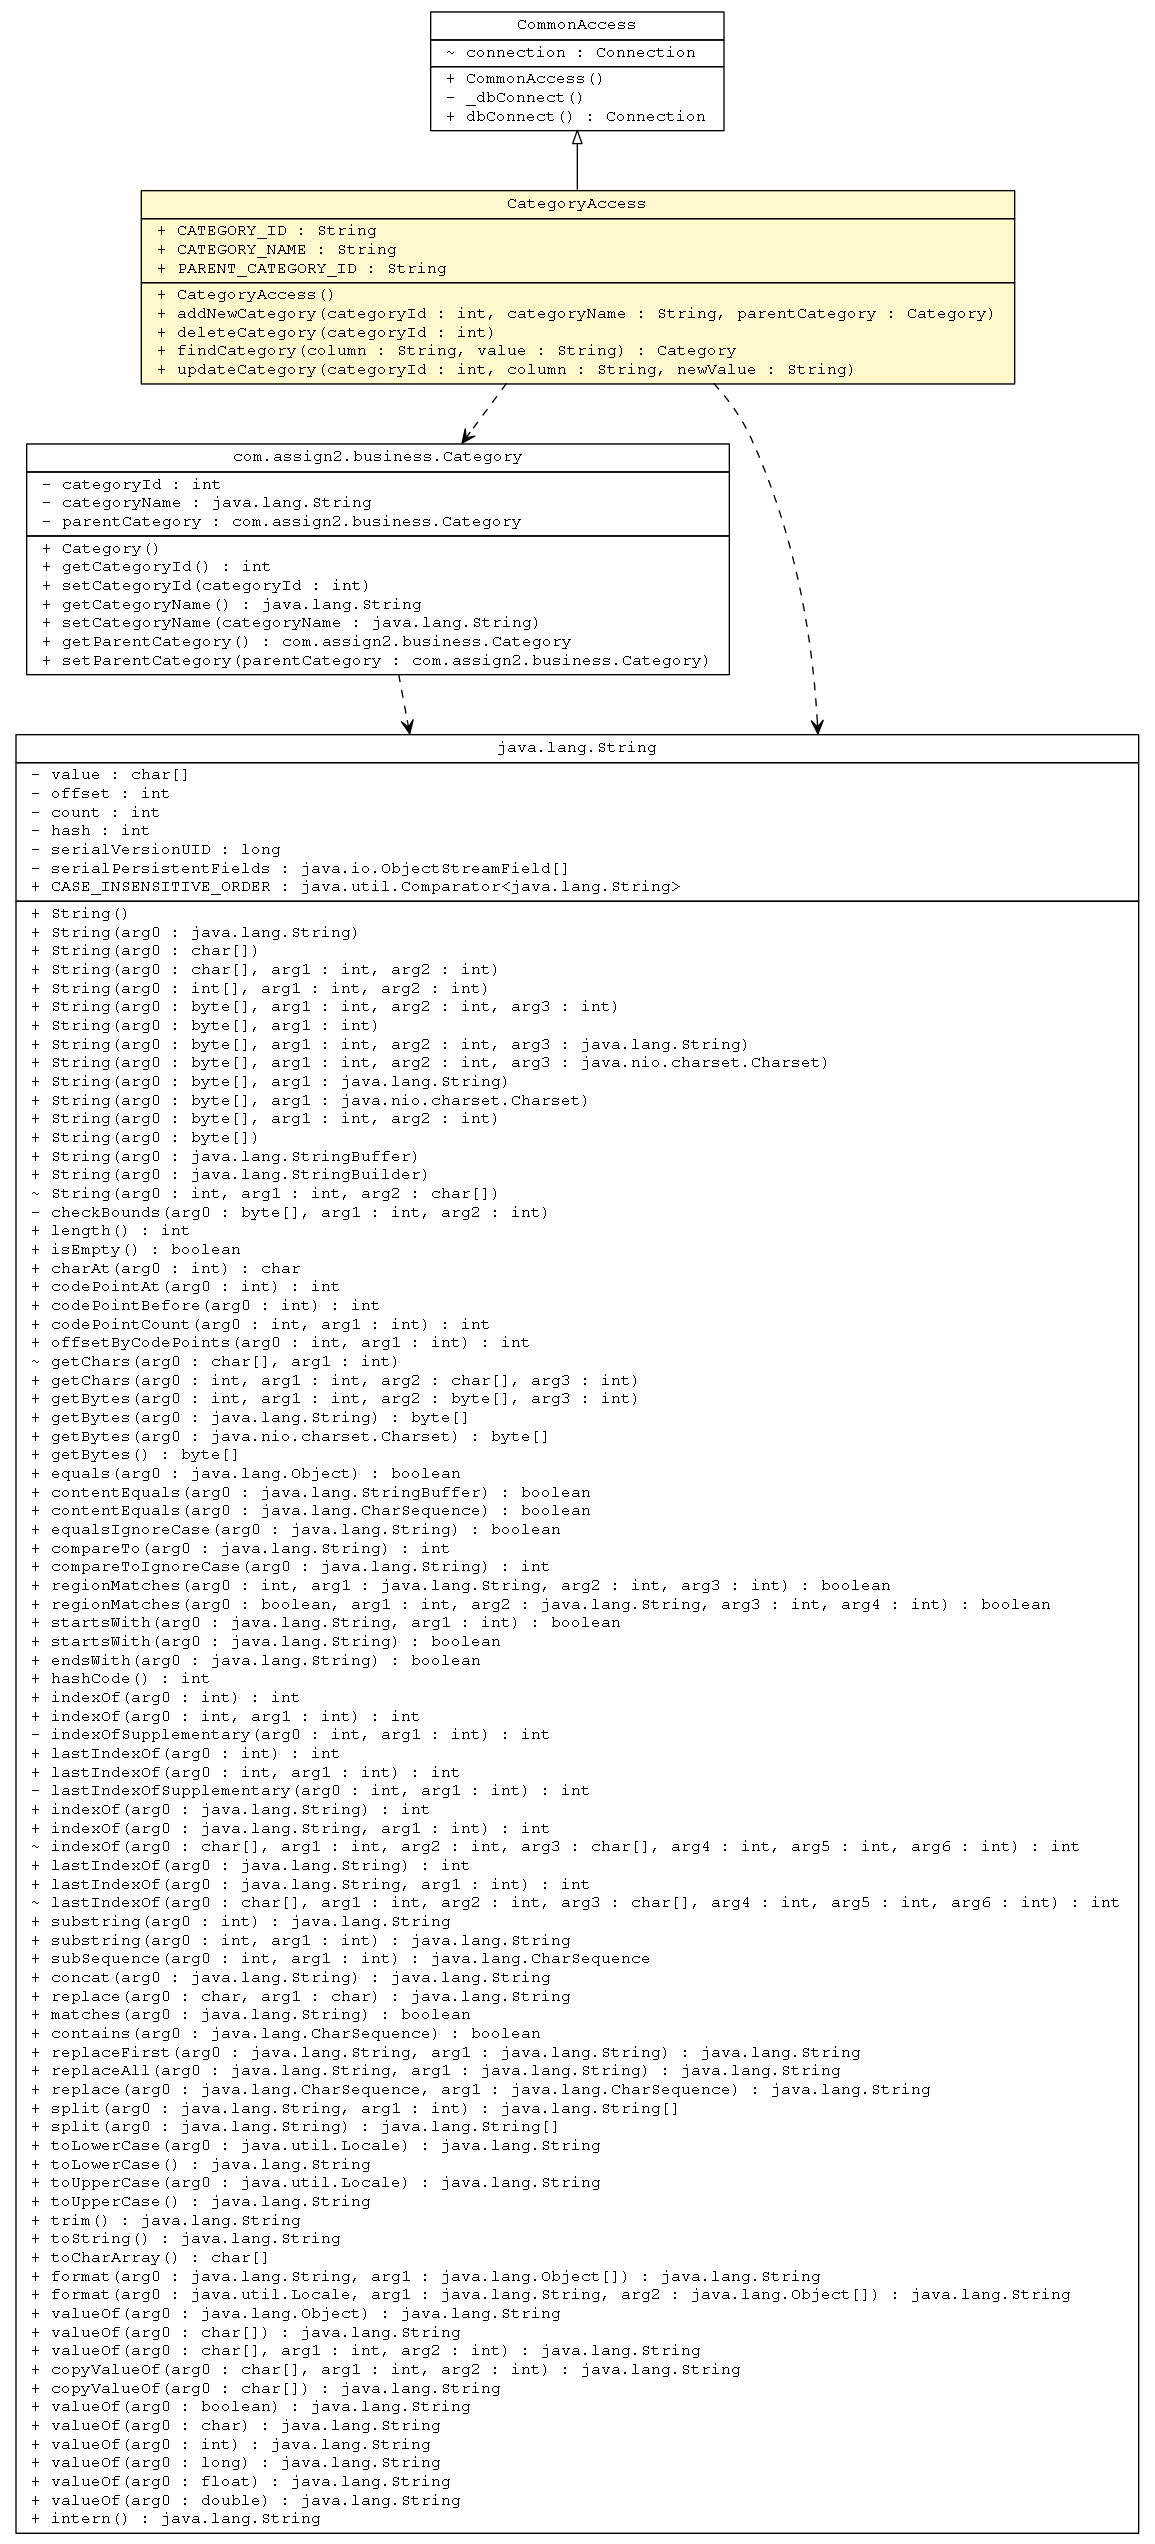 CommonAccess
~ connection : Connection
+ CommonAccess()
- _dbConnect()
+ dbConnect() : Connection
CategoryAccess
+ CATEGORY_ID : String
+ CATEGORY_NAME : String
+ PARENT_CATEGORY_ID : String
+ CategoryAccess()
+ addNewCategory(categoryId : int, categoryName : String, parentCategory : Category)
+ deleteCategory(categoryId : int)
+ findCategory(column : String, value : String) : Category
+ updateCategory(categoryId : int, column : String, newValue : String)
com.assign2.business.Category
- categoryId : int
- categoryName : java.lang.String
- parentCategory : com.assign2.business.Category
+ Category()
+ getCategoryId() : int
+ setCategoryId(categoryId : int)
+ getCategoryName() : java.lang.String
+ setCategoryName(categoryName : java.lang.String)
+ getParentCategory() : com.assign2.business.Category
+ setParentCategory(parentCategory : com.assign2.business.Category)
java.lang.String
- value : char[]
- offset : int
- count : int
- hash : int
- serialVersionUID : long
- serialPersistentFields : java.io.ObjectStreamField[]
+ CASE_INSENSITIVE_ORDER : java.util.Comparator<java.lang.String>
+ String()
+ String(arg0 : java.lang.String)
+ String(arg0 : char[])
+ String(arg0 : char[], arg1 : int, arg2 : int)
+ String(arg0 : int[], arg1 : int, arg2 : int)
+ String(arg0 : byte[], arg1 : int, arg2 : int, arg3 : int)
+ String(arg0 : byte[], arg1 : int)
+ String(arg0 : byte[], arg1 : int, arg2 : int, arg3 : java.lang.String)
+ String(arg0 : byte[], arg1 : int, arg2 : int, arg3 : java.nio.charset.Charset)
+ String(arg0 : byte[], arg1 : java.lang.String)
+ String(arg0 : byte[], arg1 : java.nio.charset.Charset)
+ String(arg0 : byte[], arg1 : int, arg2 : int)
+ String(arg0 : byte[])
+ String(arg0 : java.lang.StringBuffer)
+ String(arg0 : java.lang.StringBuilder)
~ String(arg0 : int, arg1 : int, arg2 : char[])
- checkBounds(arg0 : byte[], arg1 : int, arg2 : int)
+ length() : int
+ isEmpty() : boolean
+ charAt(arg0 : int) : char
+ codePointAt(arg0 : int) : int
+ codePointBefore(arg0 : int) : int
+ codePointCount(arg0 : int, arg1 : int) : int
+ offsetByCodePoints(arg0 : int, arg1 : int) : int
~ getChars(arg0 : char[], arg1 : int)
+ getChars(arg0 : int, arg1 : int, arg2 : char[], arg3 : int)
+ getBytes(arg0 : int, arg1 : int, arg2 : byte[], arg3 : int)
+ getBytes(arg0 : java.lang.String) : byte[]
+ getBytes(arg0 : java.nio.charset.Charset) : byte[]
+ getBytes() : byte[]
+ equals(arg0 : java.lang.Object) : boolean
+ contentEquals(arg0 : java.lang.StringBuffer) : boolean
+ contentEquals(arg0 : java.lang.CharSequence) : boolean
+ equalsIgnoreCase(arg0 : java.lang.String) : boolean
+ compareTo(arg0 : java.lang.String) : int
+ compareToIgnoreCase(arg0 : java.lang.String) : int
+ regionMatches(arg0 : int, arg1 : java.lang.String, arg2 : int, arg3 : int) : boolean
+ regionMatches(arg0 : boolean, arg1 : int, arg2 : java.lang.String, arg3 : int, arg4 : int) : boolean
+ startsWith(arg0 : java.lang.String, arg1 : int) : boolean
+ startsWith(arg0 : java.lang.String) : boolean
+ endsWith(arg0 : java.lang.String) : boolean
+ hashCode() : int
+ indexOf(arg0 : int) : int
+ indexOf(arg0 : int, arg1 : int) : int
- indexOfSupplementary(arg0 : int, arg1 : int) : int
+ lastIndexOf(arg0 : int) : int
+ lastIndexOf(arg0 : int, arg1 : int) : int
- lastIndexOfSupplementary(arg0 : int, arg1 : int) : int
+ indexOf(arg0 : java.lang.String) : int
+ indexOf(arg0 : java.lang.String, arg1 : int) : int
~ indexOf(arg0 : char[], arg1 : int, arg2 : int, arg3 : char[], arg4 : int, arg5 : int, arg6 : int) : int
+ lastIndexOf(arg0 : java.lang.String) : int
+ lastIndexOf(arg0 : java.lang.String, arg1 : int) : int
~ lastIndexOf(arg0 : char[], arg1 : int, arg2 : int, arg3 : char[], arg4 : int, arg5 : int, arg6 : int) : int
+ substring(arg0 : int) : java.lang.String
+ substring(arg0 : int, arg1 : int) : java.lang.String
+ subSequence(arg0 : int, arg1 : int) : java.lang.CharSequence
+ concat(arg0 : java.lang.String) : java.lang.String
+ replace(arg0 : char, arg1 : char) : java.lang.String
+ matches(arg0 : java.lang.String) : boolean
+ contains(arg0 : java.lang.CharSequence) : boolean
+ replaceFirst(arg0 : java.lang.String, arg1 : java.lang.String) : java.lang.String
+ replaceAll(arg0 : java.lang.String, arg1 : java.lang.String) : java.lang.String
+ replace(arg0 : java.lang.CharSequence, arg1 : java.lang.CharSequence) : java.lang.String
+ split(arg0 : java.lang.String, arg1 : int) : java.lang.String[]
+ split(arg0 : java.lang.String) : java.lang.String[]
+ toLowerCase(arg0 : java.util.Locale) : java.lang.String
+ toLowerCase() : java.lang.String
+ toUpperCase(arg0 : java.util.Locale) : java.lang.String
+ toUpperCase() : java.lang.String
+ trim() : java.lang.String
+ toString() : java.lang.String
+ toCharArray() : char[]
+ format(arg0 : java.lang.String, arg1 : java.lang.Object[]) : java.lang.String
+ format(arg0 : java.util.Locale, arg1 : java.lang.String, arg2 : java.lang.Object[]) : java.lang.String
+ valueOf(arg0 : java.lang.Object) : java.lang.String
+ valueOf(arg0 : char[]) : java.lang.String
+ valueOf(arg0 : char[], arg1 : int, arg2 : int) : java.lang.String
+ copyValueOf(arg0 : char[], arg1 : int, arg2 : int) : java.lang.String
+ copyValueOf(arg0 : char[]) : java.lang.String
+ valueOf(arg0 : boolean) : java.lang.String
+ valueOf(arg0 : char) : java.lang.String
+ valueOf(arg0 : int) : java.lang.String
+ valueOf(arg0 : long) : java.lang.String
+ valueOf(arg0 : float) : java.lang.String
+ valueOf(arg0 : double) : java.lang.String
+ intern() : java.lang.String